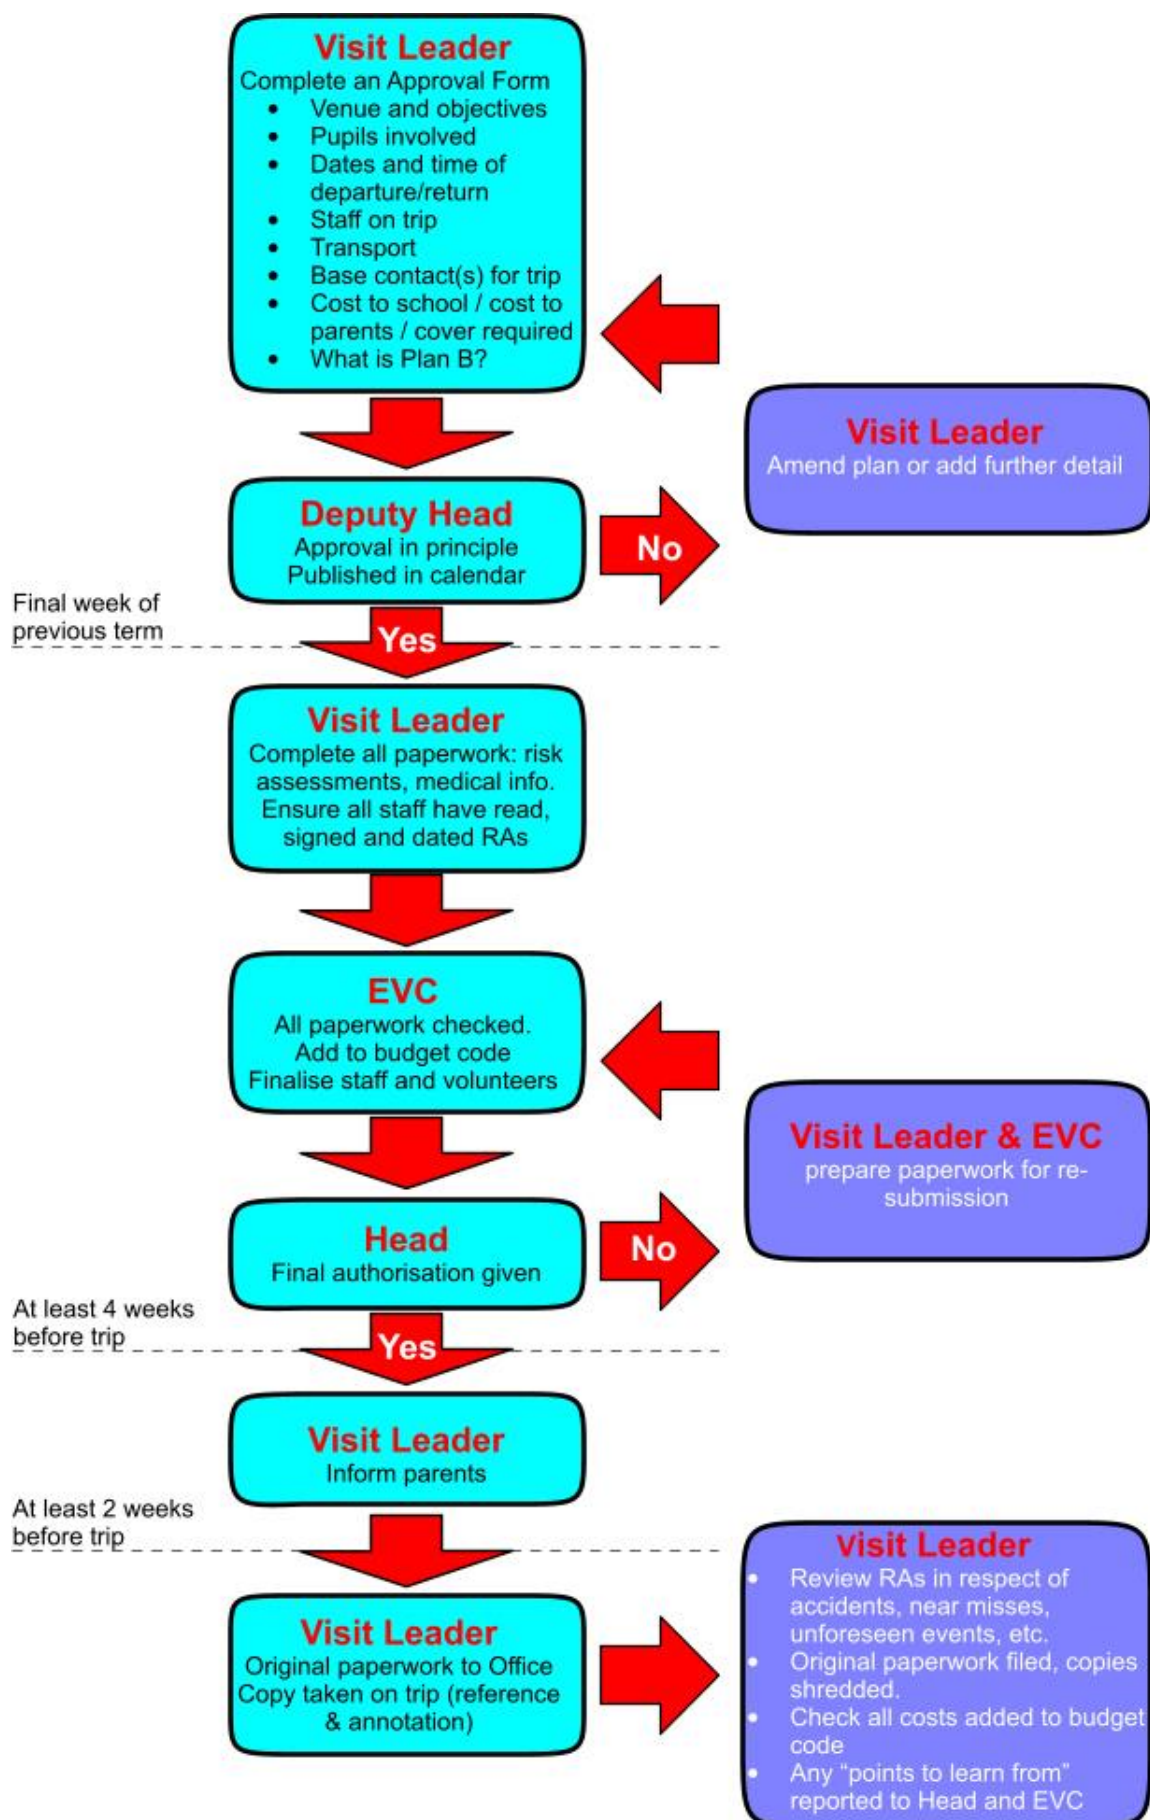 Visit Leader
Complete an Approval Form
• Venue and objectives
• Pupils involved
• Dates and time of
departure/return
• Staff on trip
• Transport
• Base contact(s) for trip
• Cost to school / cost to
parents / cover required
• What is Plan B?
Visit Leader
Amend plan or add further detail
Deputy Head
Approval in principle
Published in calendar
No
Final week of
previous term
Yes
Visit Leader
Complete all paperwork: risk
assessments, medical info.
Ensure all staff have read,
signed and dated RAs
EVC
All paperwork checked.
Add to budget code
Finalise staff and volunteers
Visit Leader & EVC
prepare paperwork for re-
submission
Head
Final authorisation given
No
At least 4 weeks
before trip
Yes
Visit Leader
Inform parents
At least 2 weeks
before trip
Visit Leader
Original paperwork to Office
Copy taken on trip (reference
& annotation)
Visit Leader
• Review RAs in respect of
accidents, near misses,
unforeseen events, etc.
• Original paperwork filed, copies
shredded.
• Check all costs added to budget
code
• Any “points to learn from”
reported to Head and EVC